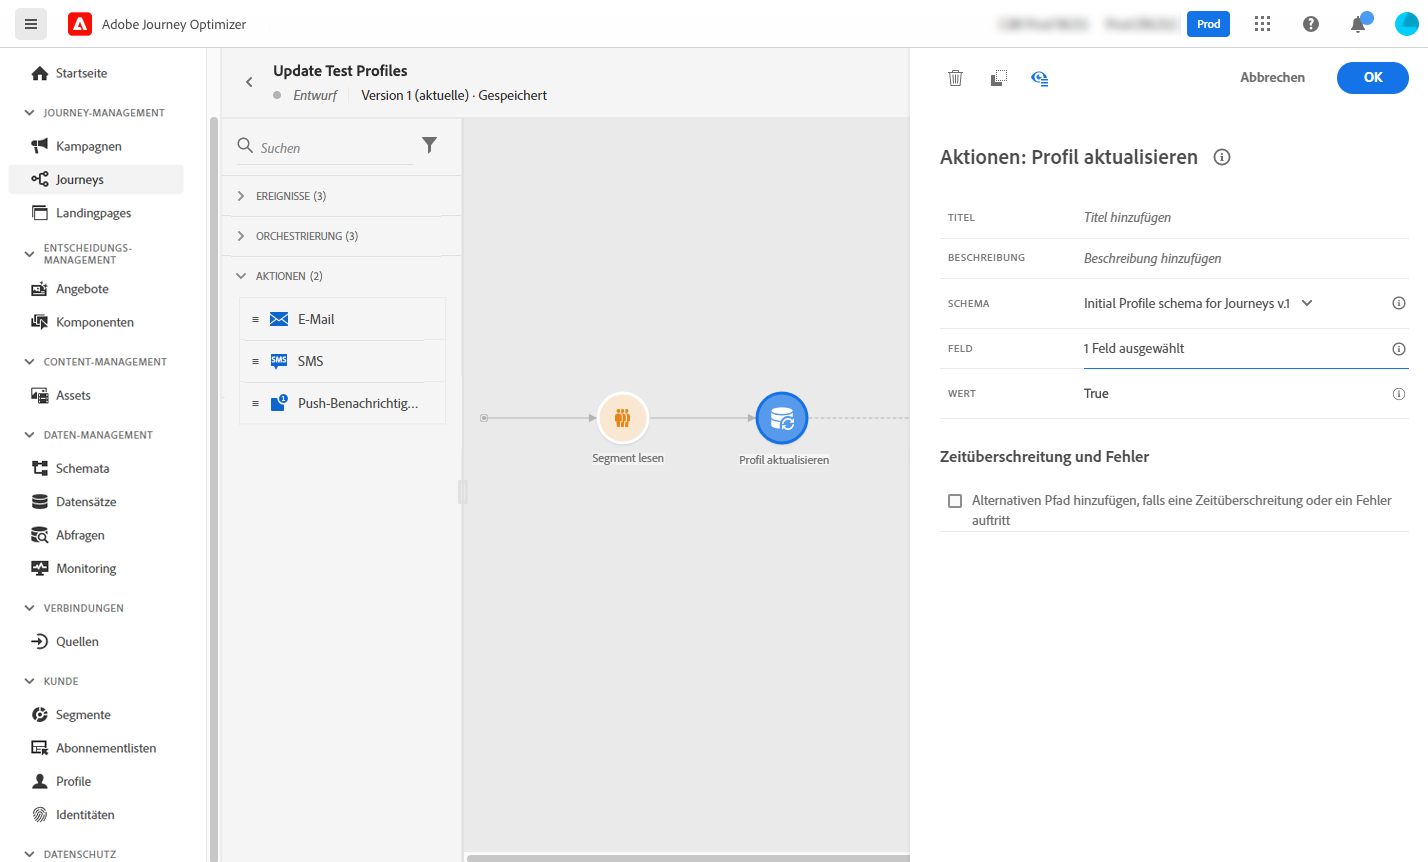 Adobe Journey Optimizer
Prod
Startseite
JOURNEY-MANAGEMENT
Kampagnen
Journeys
Landingpages
ENTSCHEIDUNGS-
MANAGEMENT
Angebote
Komponenten
CONTENT-MANAGEMENT
Assets
DATEN-MANAGEMENT
Schemata
Datensätze
Abfragen
Monitoring
VERBINDUNGEN
Quellen
KUNDE
Segmente
Abonnementlisten
Profile
Identitäten
DATENSCHUTZ
Update Test Profiles
Entwurf
Version 1 (aktuelle) · Gespeichert
Suchen
EREIGNISSE (3)
ORCHESTRIERUNG (3)
AKTIONEN (2)
E-Mail
SMS
SMS
1
Push-Benachrichtig...
Segment lesen
Profil aktualisieren
Abbrechen
OK
Aktionen: Profil aktualisieren
TITEL
Titel hinzufügen
BESCHREIBUNG
Beschreibung hinzufügen
SCHEMA
Initial Profile schema for Journeys v.1
FELD
1 Feld ausgewählt
WERT
True
Zeitüberschreitung und Fehler
Alternativen Pfad hinzufügen, falls eine Zeitüberschreitung oder ein Fehler
auftritt